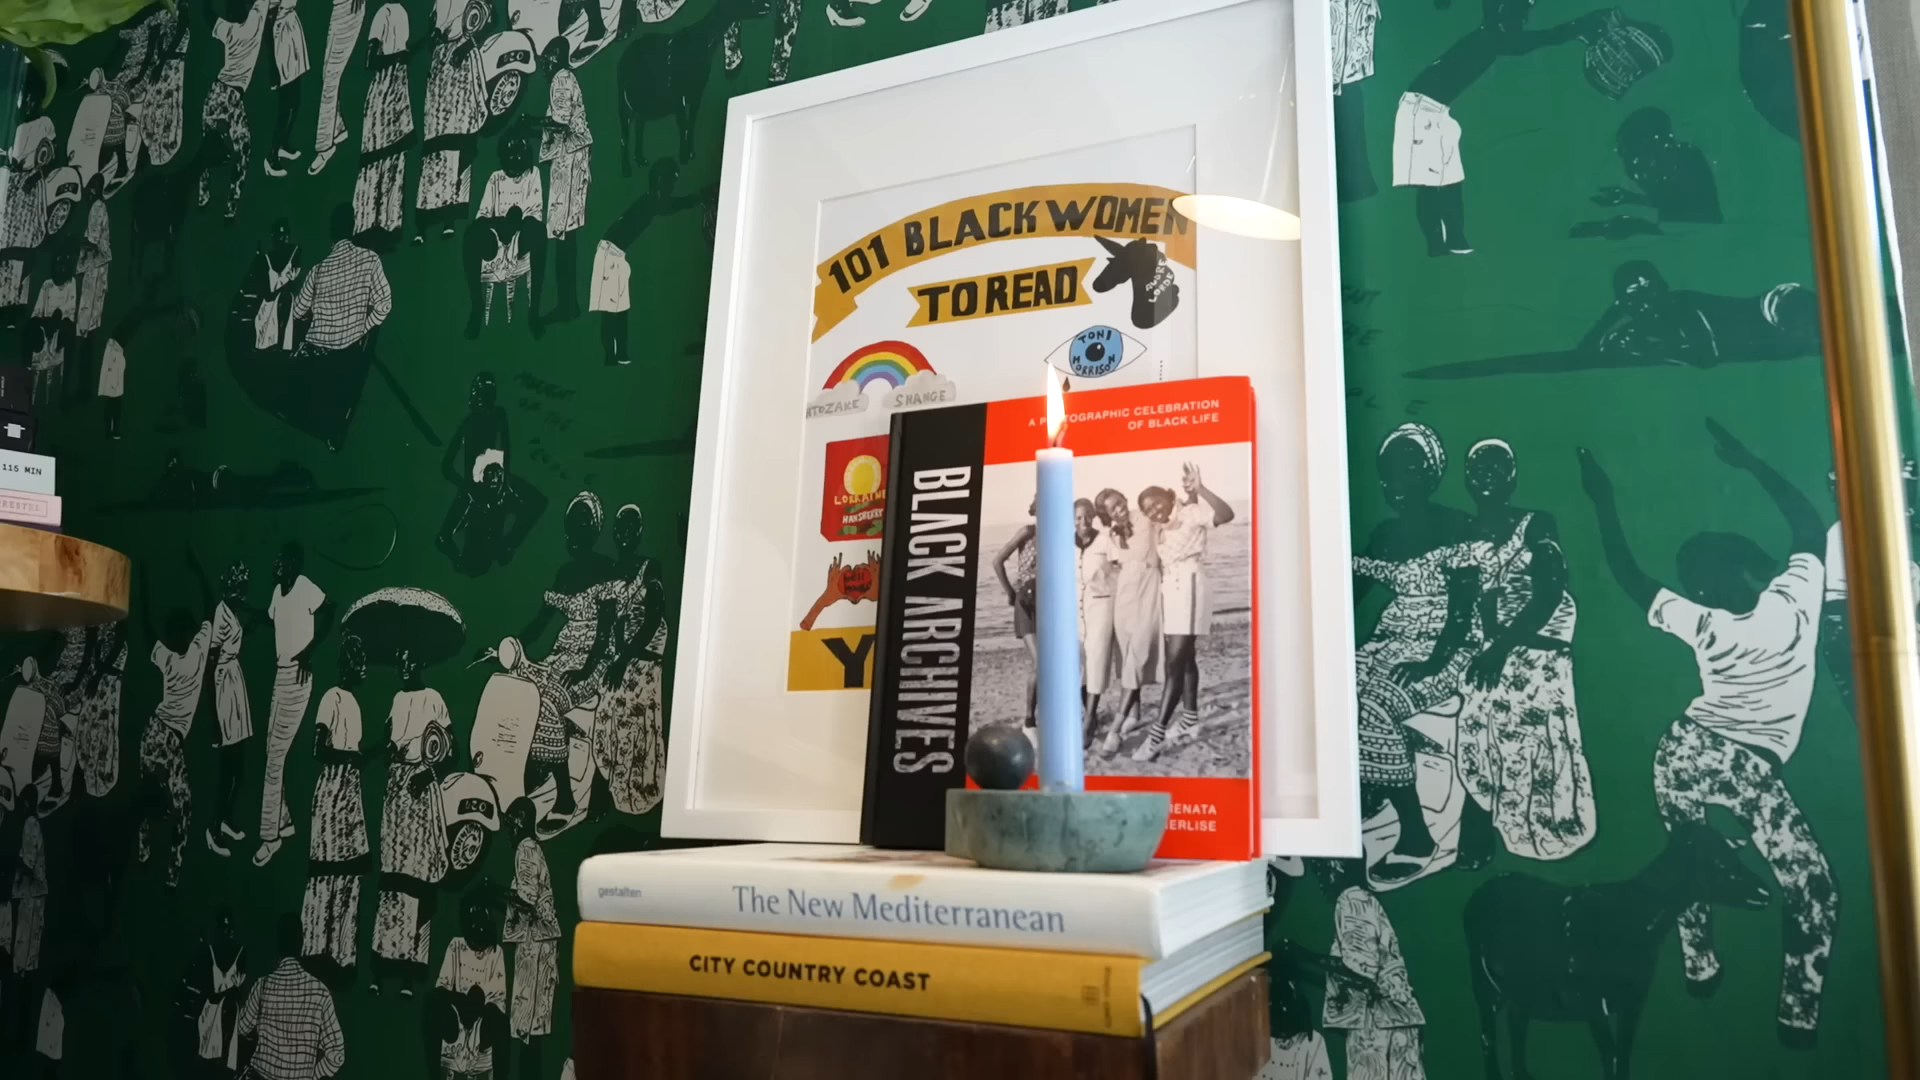 101 BLACK WOMEN
TO READ
AUDRE
LORDE
TONI
MORRISON
NTOZAKE SHANGE
LORRAINE
HANSBERRY
Y
A PHOTOGRAPHIC CELEBRATION
OF BLACK LIFE
BLACK ARCHIVES
RENATA
HERLISE
gestalten The New Mediterranean
CITY COUNTRY COAST
115 MIN